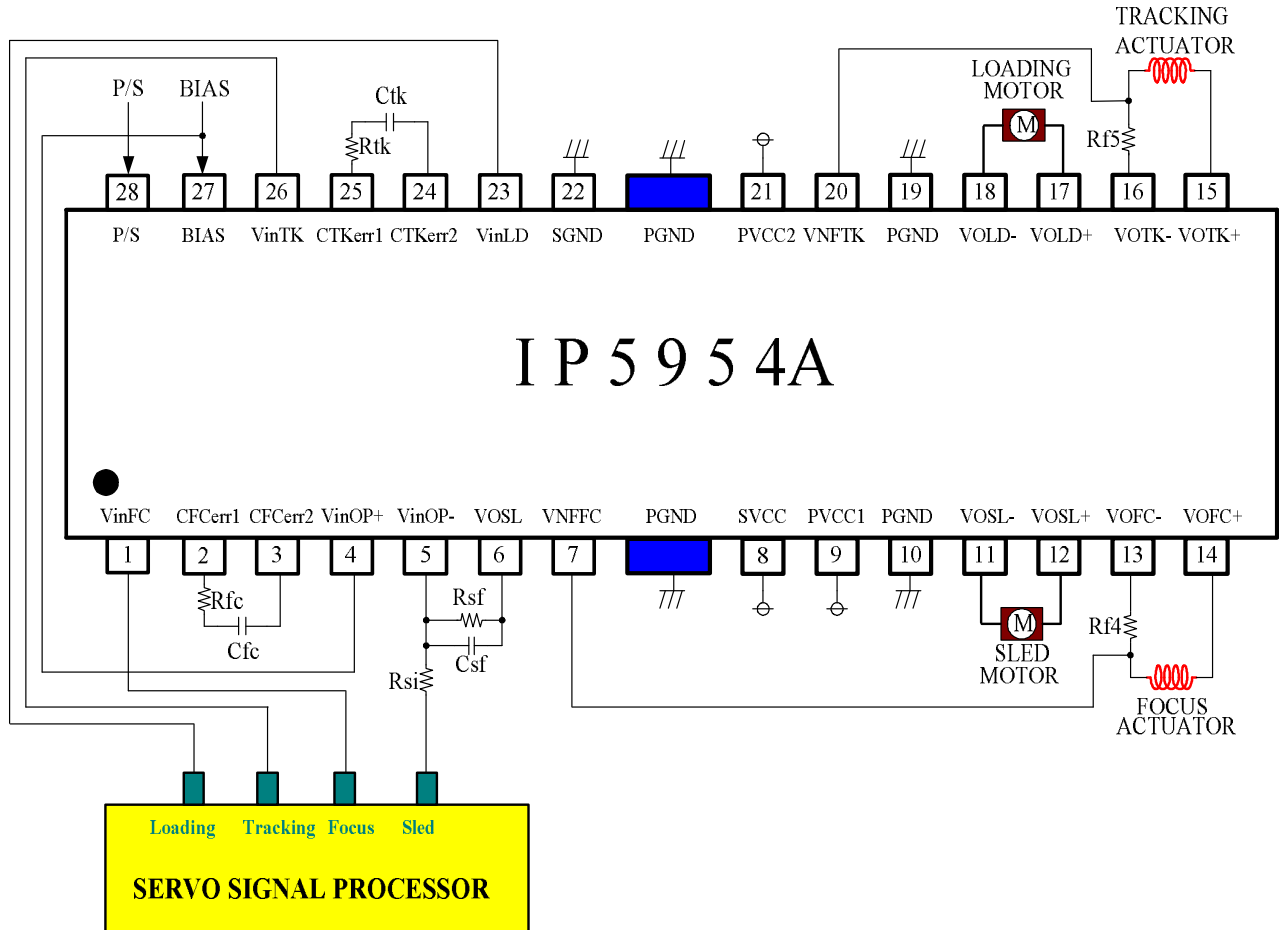 TRACKING
ACTUATOR
LOADING
MOTOR
P/S
BIAS
Ctk
Rtk
M
Rf5
28
27
26
25
24
23
22
21
20
19
18
17
16
15
P/S
BIAS
VinTK
CTKerr1
CTKerr2
VinLD
SGND
PGND
PVCC2
VNFTK
PGND
VOLD-
VOLD+
VOTK-
VOTK+
IP5954A
VinFC
CFCerr1
CFCerr2
VinOP+
VinOP-
VOSL
VNFFC
PGND
SVCC
PVCC1
PGND
VOSL-
VOSL+
VOFC-
VOFC+
1
2
3
4
5
6
7
8
9
10
11
12
13
14
Rfc
Cfc
Rsf
Csf
Rsi
M
SLED
MOTOR
Rf4
FOCUS
ACTUATOR
Loading
Tracking
Focus
Sled
SERVO SIGNAL PROCESSOR